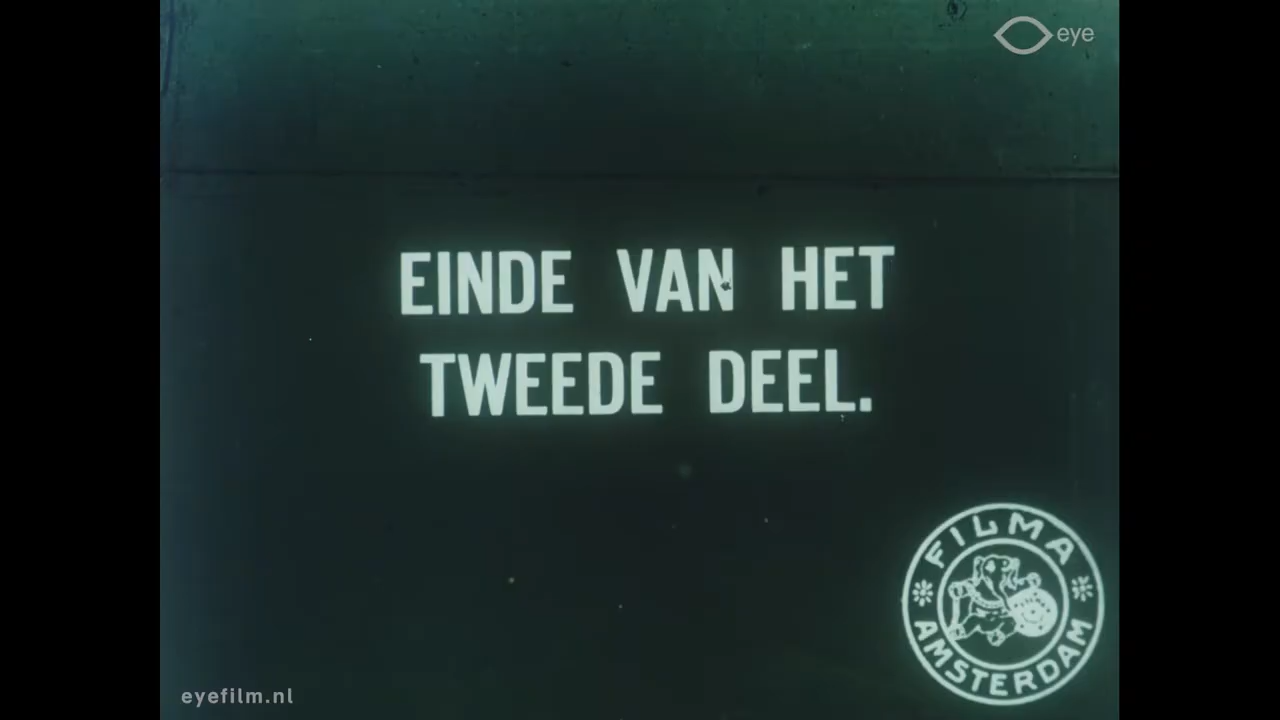 eye
EINDE VAN HET
TWEEDE DEEL.
FILMA
AMSTERDAM
eyefilm.nl